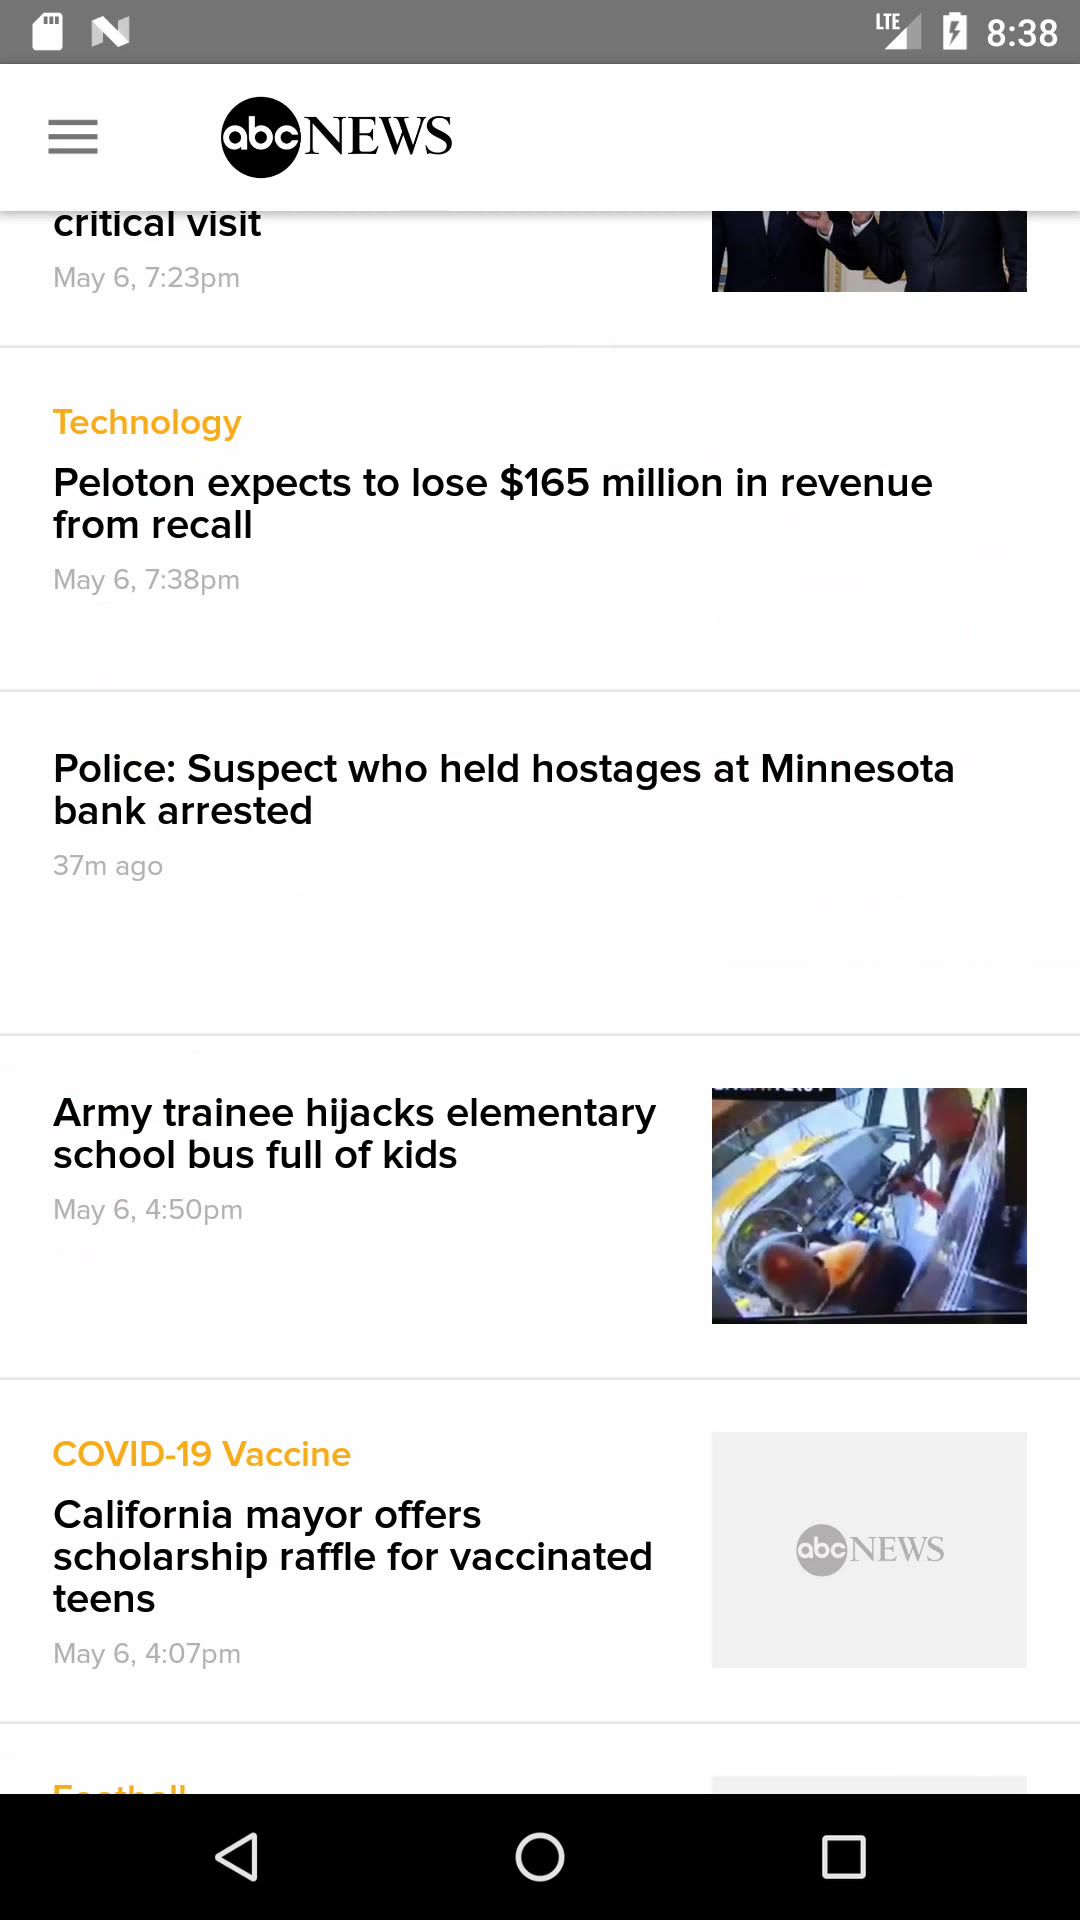 LTE
8:38
abc NEWS
critical visit
May 6, 7:23pm
Technology
Peloton expects to lose $165 million in revenue
from recall
May 6, 7:38pm
Police: Suspect who held hostages at Minnesota
bank arrested
37m ago
Army trainee hijacks elementary
school bus full of kids
May 6, 4:50pm
COVID-19 Vaccine
California mayor offers
scholarship raffle for vaccinated
teens
May 6, 4:07pm
abc NEWS
Football